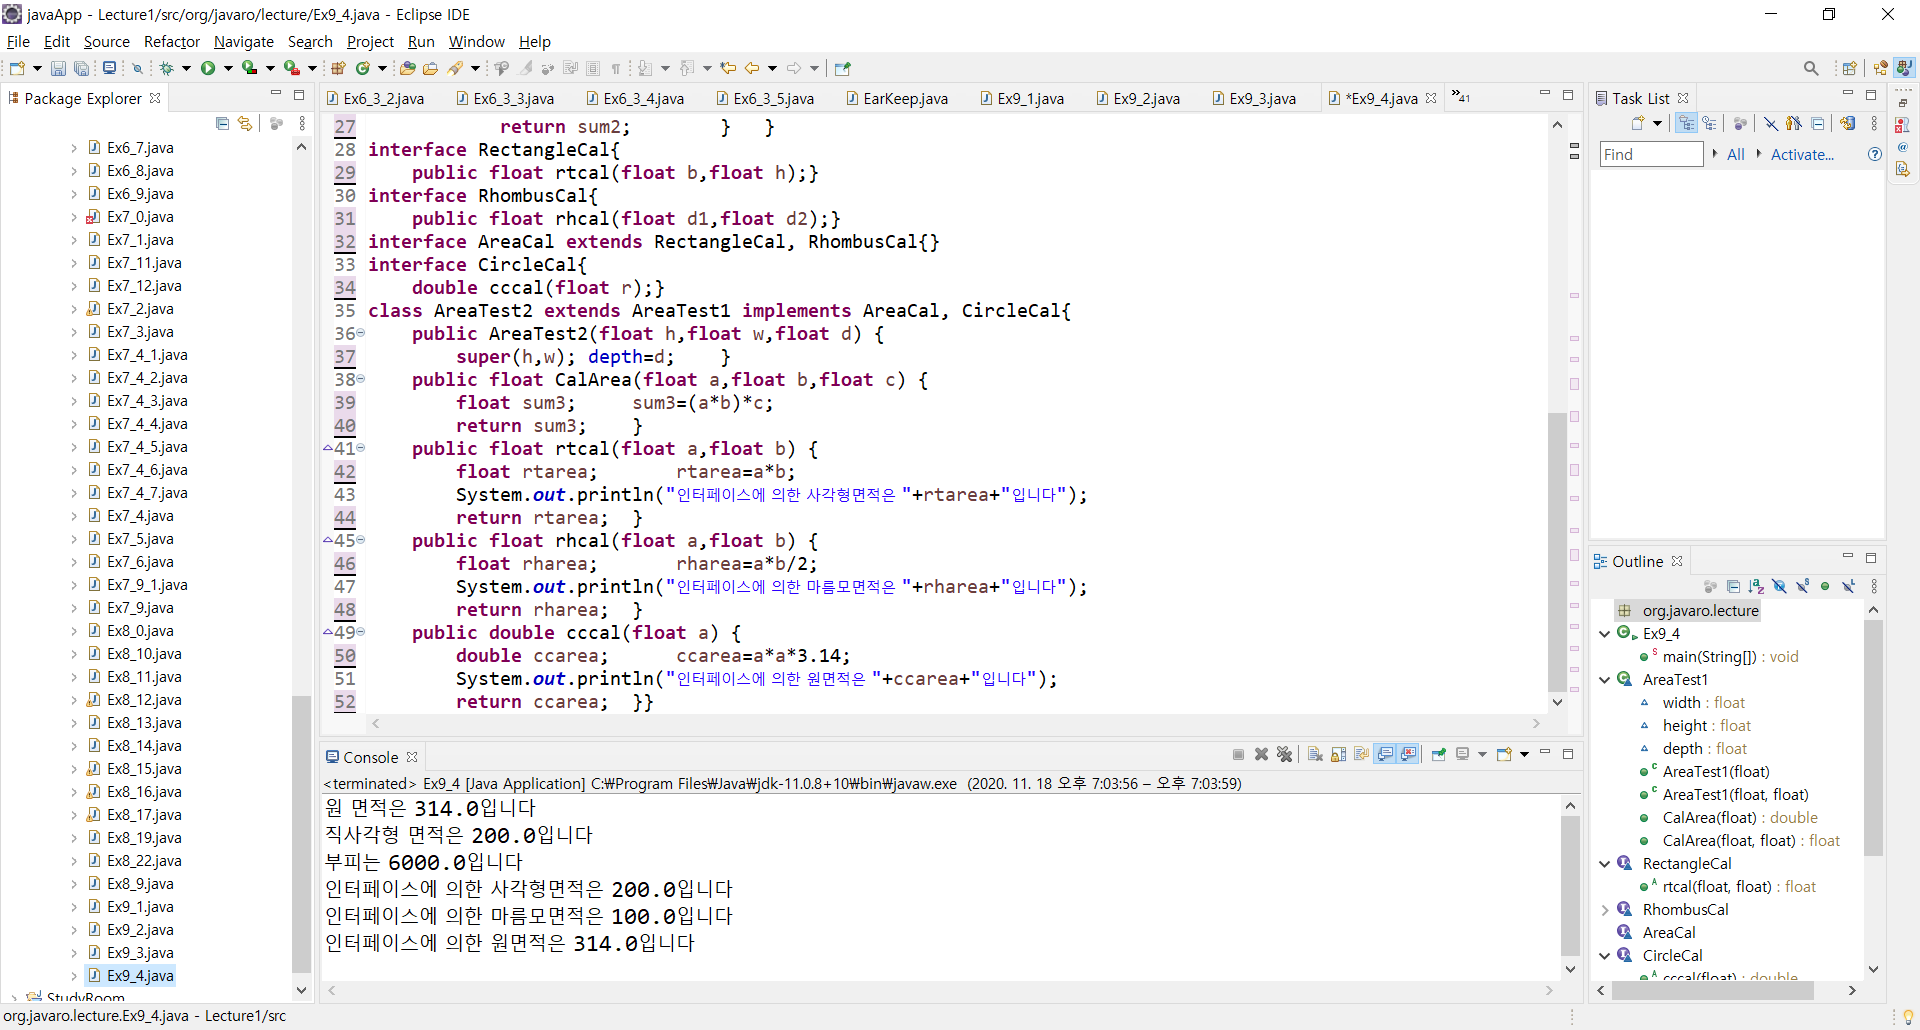 javaApp - Lecture1/src/org/javaro/lecture/Ex9_4.java - Eclipse IDE
File Edit Source Refactor Navigate Search Project Run Window Help
Package Explorer
Ex6_7.java
Ex6_8.java
Ex6_9.java
Ex7_0.java
Ex7_1.java
Ex7_11.java
Ex7_12.java
Ex7_2.java
Ex7_3.java
Ex7_4_1.java
Ex7_4_2.java
Ex7_4_3.java
Ex7_4_4.java
Ex7_4_5.java
Ex7_4_6.java
Ex7_4_7.java
Ex7_4.java
Ex7_5.java
Ex7_6.java
Ex7_9_1.java
Ex7_9.java
Ex8_0.java
Ex8_10.java
Ex8_11.java
Ex8_12.java
Ex8_13.java
Ex8_14.java
Ex8_15.java
Ex8_16.java
Ex8_17.java
Ex8_19.java
Ex8_22.java
Ex8_9.java
Ex9_1.java
Ex9_2.java
Ex9_3.java
Ex9_4.java
StudyRoom
Ex6_3_2.java Ex6_3_3.java Ex6_3_4.java Ex6_3_5.java EarKeep.java Ex9_1.java Ex9_2.java Ex9_3.java *Ex9_4.java »41
27 return sum2; } }
28 interface RectangleCal{
29 public float rtcal(float b,float h);}
30 interface RhombusCal{
31 public float rhcal(float d1,float d2);}
32 interface AreaCal extends RectangleCal, RhombusCal{}
33 interface CircleCal{
34 double cccal(float r);}
35 class AreaTest2 extends AreaTest1 implements AreaCal, CircleCal{
36 public AreaTest2(float h,float w,float d) {
37 super(h,w); depth=d; }
38 public float CalArea(float a,float b,float c) {
39 float sum3; sum3=(a*b)*c;
40 return sum3; }
41 public float rtcal(float a,float b) {
42 float rtarea; rtarea=a*b;
43 System.out.println("인터페이스에 의한 사각형면적은 "+rtarea+"입니다");
44 return rtarea; }
45 public float rhcal(float a,float b) {
46 float rharea; rharea=a*b/2;
47 System.out.println("인터페이스에 의한 마름모면적은 "+rharea+"입니다");
48 return rharea; }
49 public double cccal(float a) {
50 double ccarea; ccarea=a*a*3.14;
51 System.out.println("인터페이스에 의한 원면적은 "+ccarea+"입니다");
52 return ccarea; }}
Console
<terminated> Ex9_4 [Java Application] C:₩Program Files₩Java₩jdk-11.0.8+10₩bin₩javaw.exe (2020. 11. 18 오후 7:03:56 – 오후 7:03:59)
원 면적은 314.0입니다
직사각형 면적은 200.0입니다
부피는 6000.0입니다
인터페이스에 의한 사각형면적은 200.0입니다
인터페이스에 의한 마름모면적은 100.0입니다
인터페이스에 의한 원면적은 314.0입니다
Task List
Find All Activate...
Outline
org.javaro.lecture
Ex9_4
main(String[]) : void
AreaTest1
width : float
height : float
depth : float
AreaTest1(float)
AreaTest1(float, float)
CalArea(float) : double
CalArea(float, float) : float
RectangleCal
rtcal(float, float) : float
RhombusCal
AreaCal
CircleCal
cccal(float) : double
org.javaro.lecture.Ex9_4.java - Lecture1/src